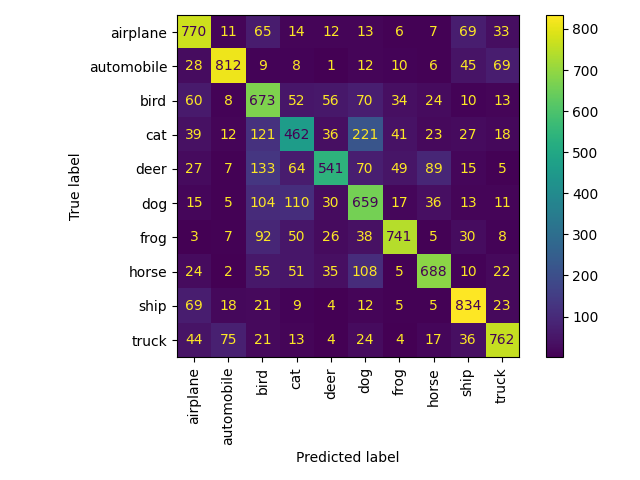 airplane 770 11 65 14 12 13 6 7 69 33
automobile 28 812 9 8 1 12 10 6 45 69
bird 60 8 673 52 56 70 34 24 10 13
cat 39 12 121 462 36 221 41 23 27 18
deer 27 7 133 64 541 70 49 89 15 5
dog 15 5 104 110 30 659 17 36 13 11
frog 3 7 92 50 26 38 741 5 30 8
horse 24 2 55 51 35 108 5 688 10 22
ship 69 18 21 9 4 12 5 5 834 23
truck 44 75 21 13 4 24 4 17 36 762
True label
airplane automobile bird cat deer dog frog horse ship truck
Predicted label
800
700
600
500
400
300
200
100